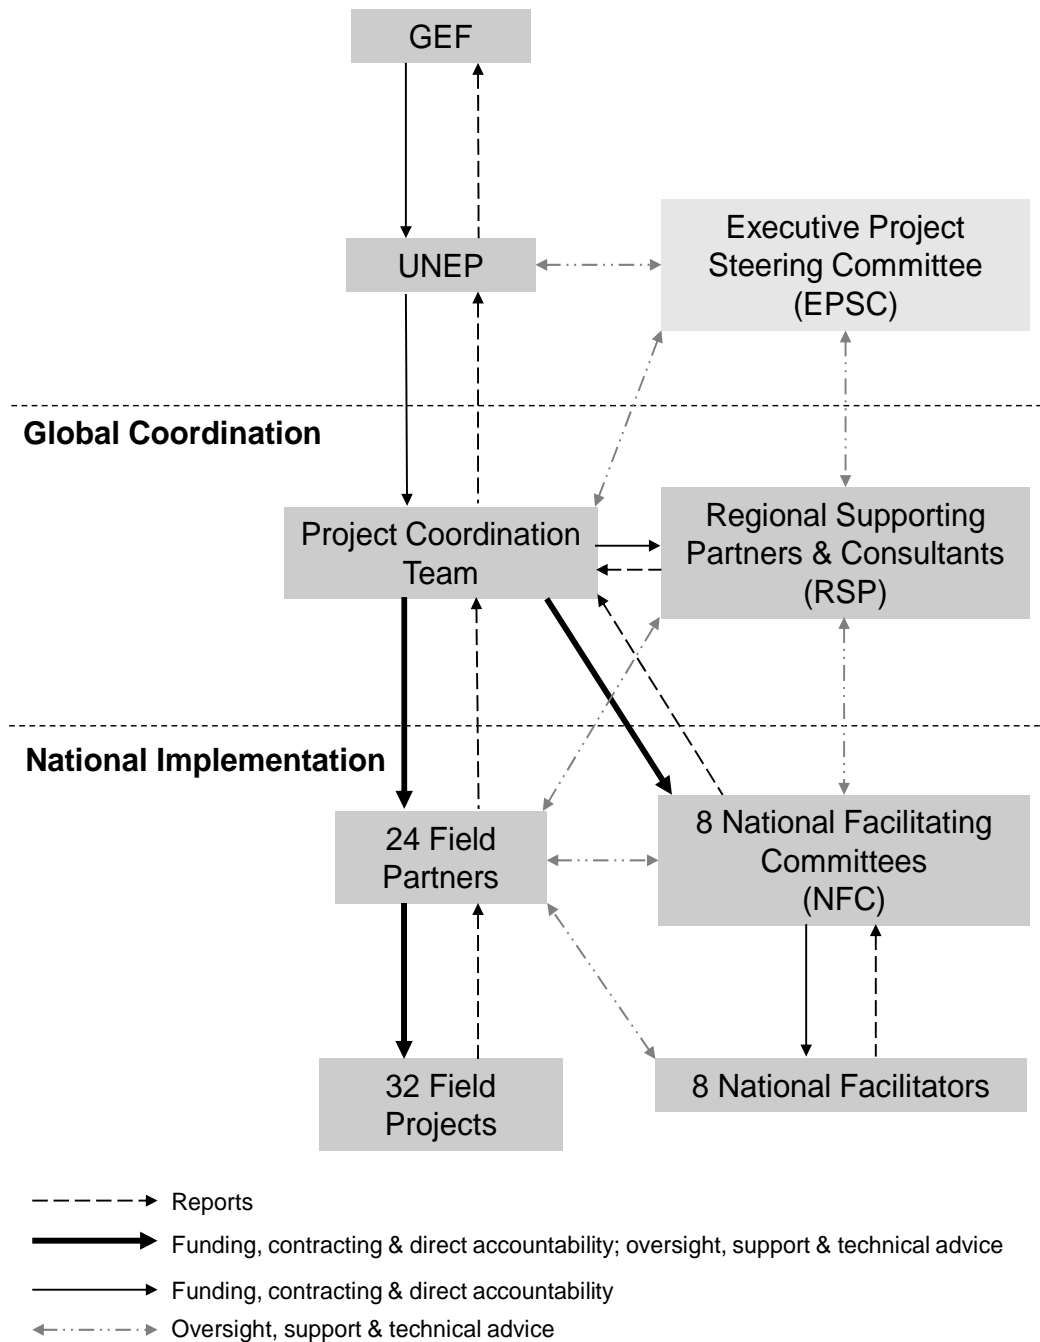 GEF
UNEP
Executive Project
Steering Committee
(EPSC)
Global Coordination
Project Coordination
Team
Regional Supporting
Partners & Consultants
(RSP)
National Implementation
24 Field
Partners
8 National Facilitating
Committees
(NFC)
32 Field
Projects
8 National Facilitators
Reports
Funding, contracting & direct accountability; oversight, support & technical advice
Funding, contracting & direct accountability
Oversight, support & technical advice